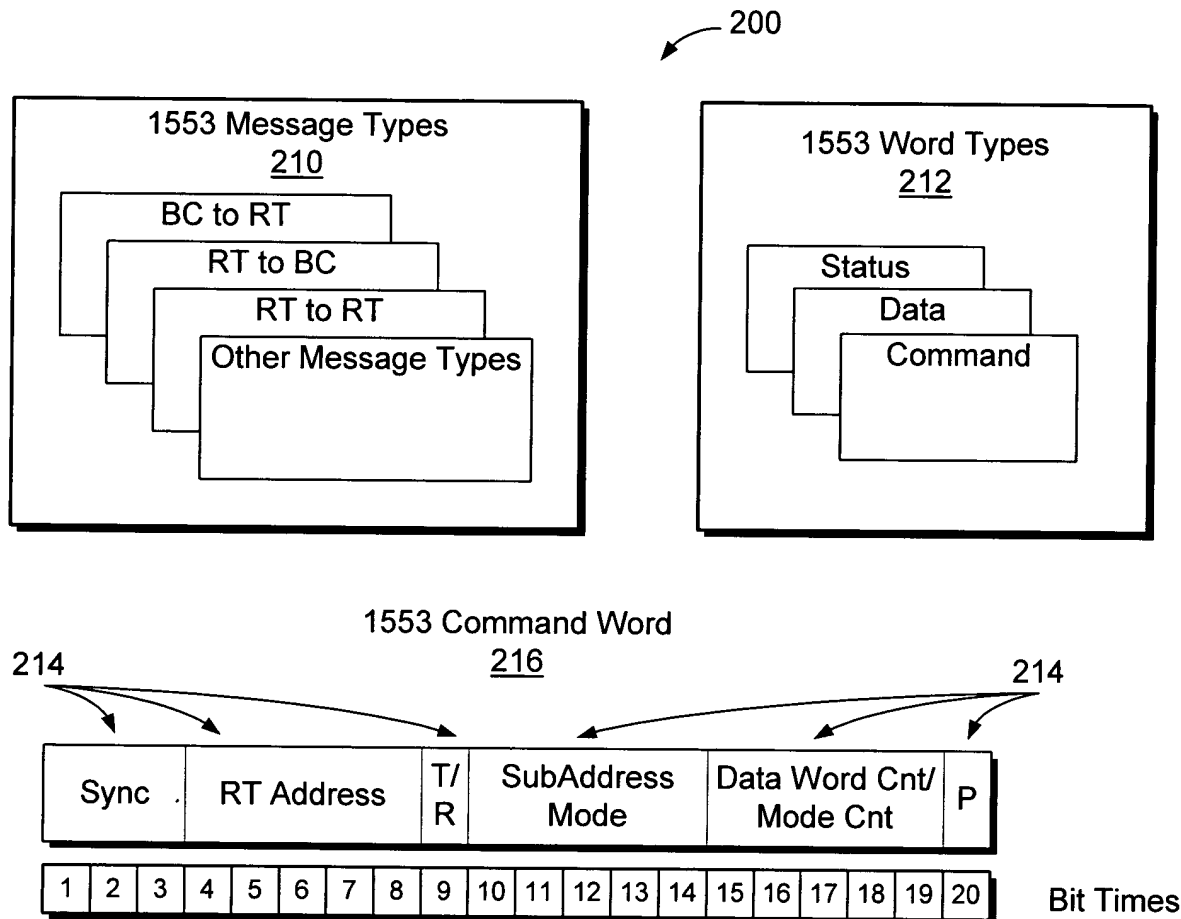 200
1553 Message Types
210
BC to RT
RT to BC
RT to RT
Other Message Types
1553 Word Types
212
Status
Data
Command
1553 Command Word
216
214
214
Sync
RT Address
T/
R
SubAddress
Mode
Data Word Cnt/
Mode Cnt
P
1 2 3 4 5 6 7 8 9 10 11 12 13 14 15 16 17 18 19 20
Bit Times